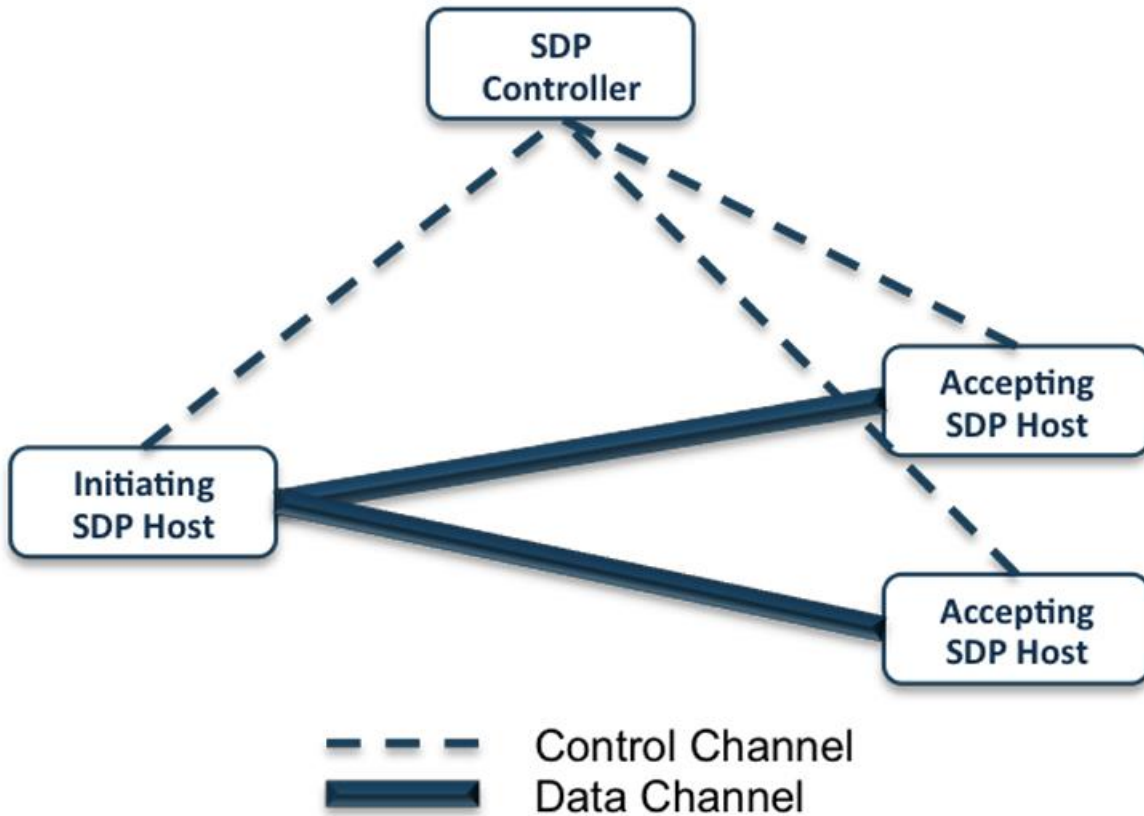 SDP
Controller
Accepting
SDP Host
Initiating
SDP Host
Accepting
SDP Host
Control Channel
Data Channel